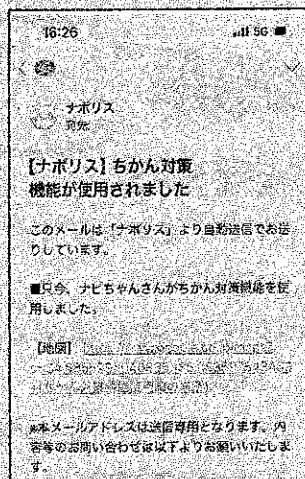 16:26
5G
ナポリス
宛先
【ナポリス】ちかん対策
機能が使用されました
このメールは「ナポリス」より自動送信でお送
りしています。
■只今、ナビちゃんさんがちかん対策機能を使
用しました。
【地図】
※本メールアドレスは送信専用となります。内
容等のお問い合わせは以下よりお願いいたしま
す。